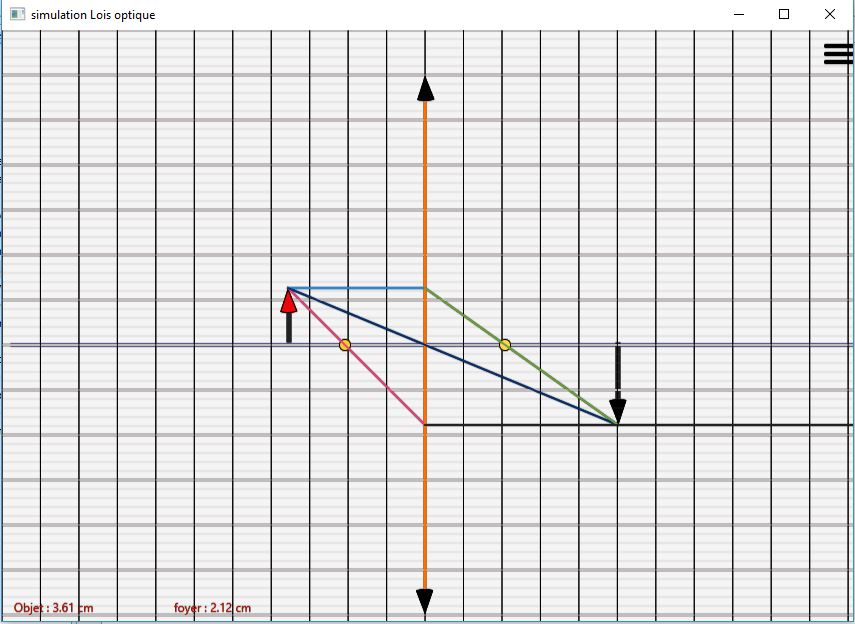 simulation Lois optique
Objet : 3.61 cm
foyer : 2.12 cm